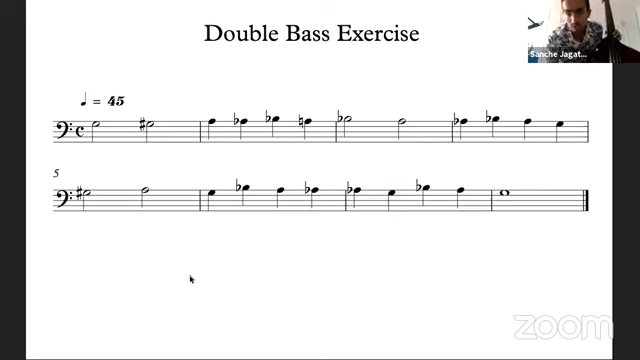 Double Bass Exercise
Sanche Jagat...
♩ = 45
5
zoom